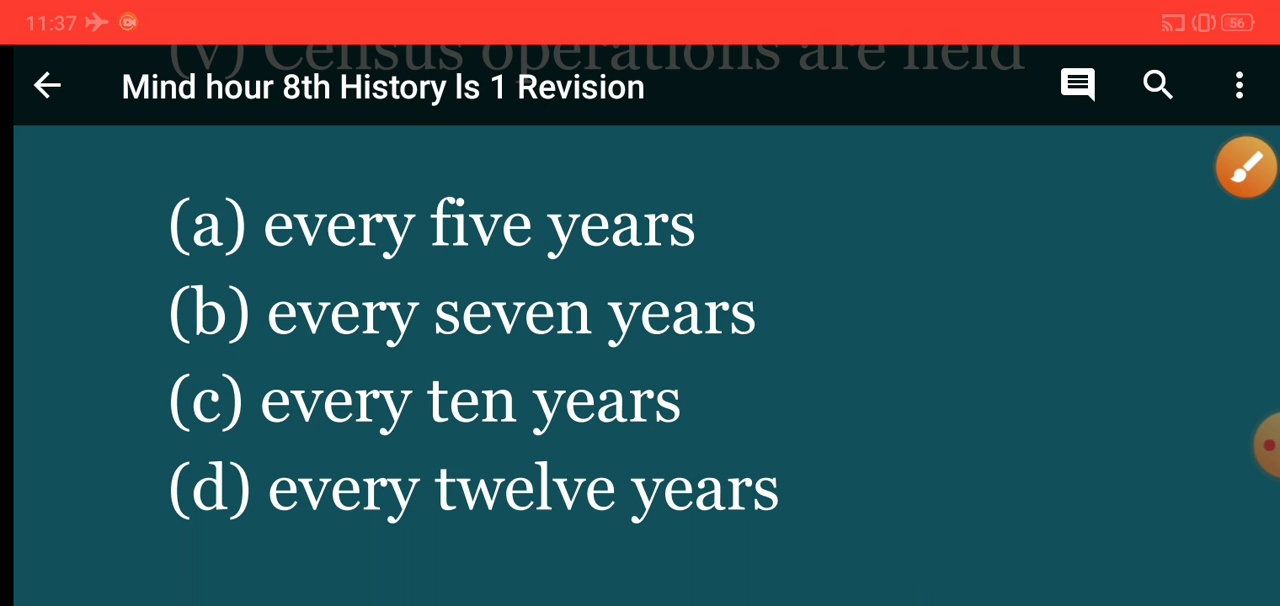 11:37
56
(v) Census operations are held
Mind hour 8th History ls 1 Revision
(a) every five years
(b) every seven years
(c) every ten years
(d) every twelve years